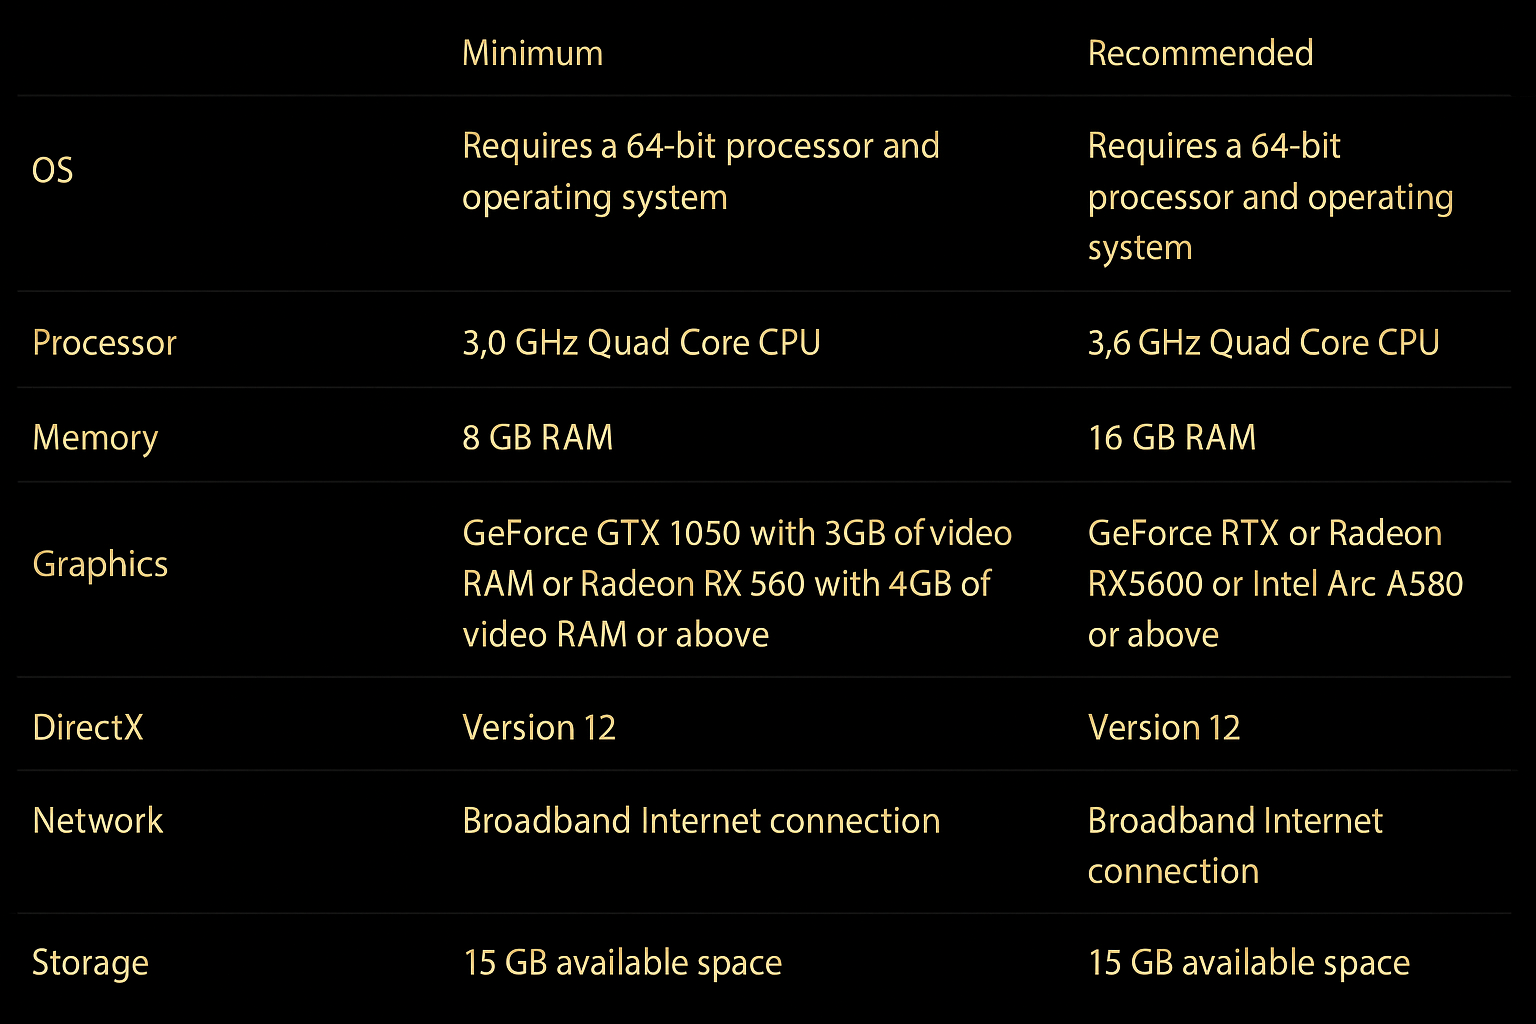 Minimum Recommended
OS
Requires a 64-bit processor and
operating system
Requires a 64-bit
processor and operating
system
Processor 3,0 GHz Quad Core CPU 3,6 GHz Quad Core CPU
Memory 8 GB RAM 16 GB RAM
Graphics
GeForce GTX 1050 with 3GB of video
RAM or Radeon RX 560 with 4GB of
video RAM or above
GeForce RTX or Radeon
RX5600 or Intel Arc A580
or above
DirectX Version 12 Version 12
Network
Broadband Internet connection
Broadband Internet
connection
Storage 15 GB available space 15 GB available space